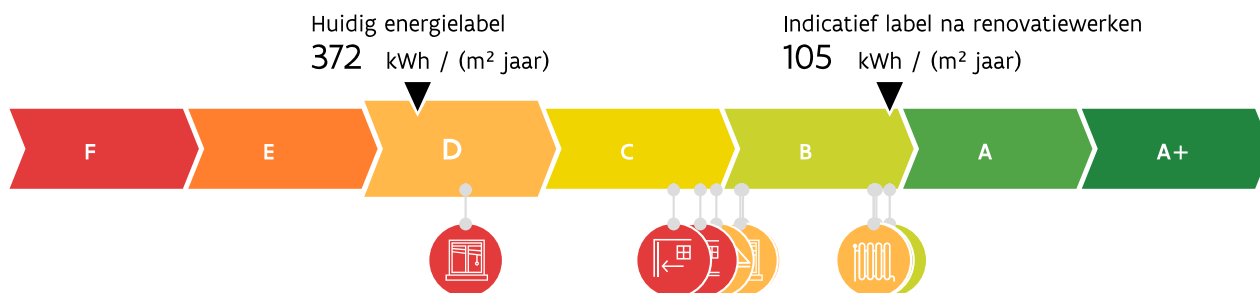 Huidig energielabel
372 kWh / (m² jaar)
Indicatief label na renovatiewerken
105 kWh / (m² jaar)
F E D C B A A+